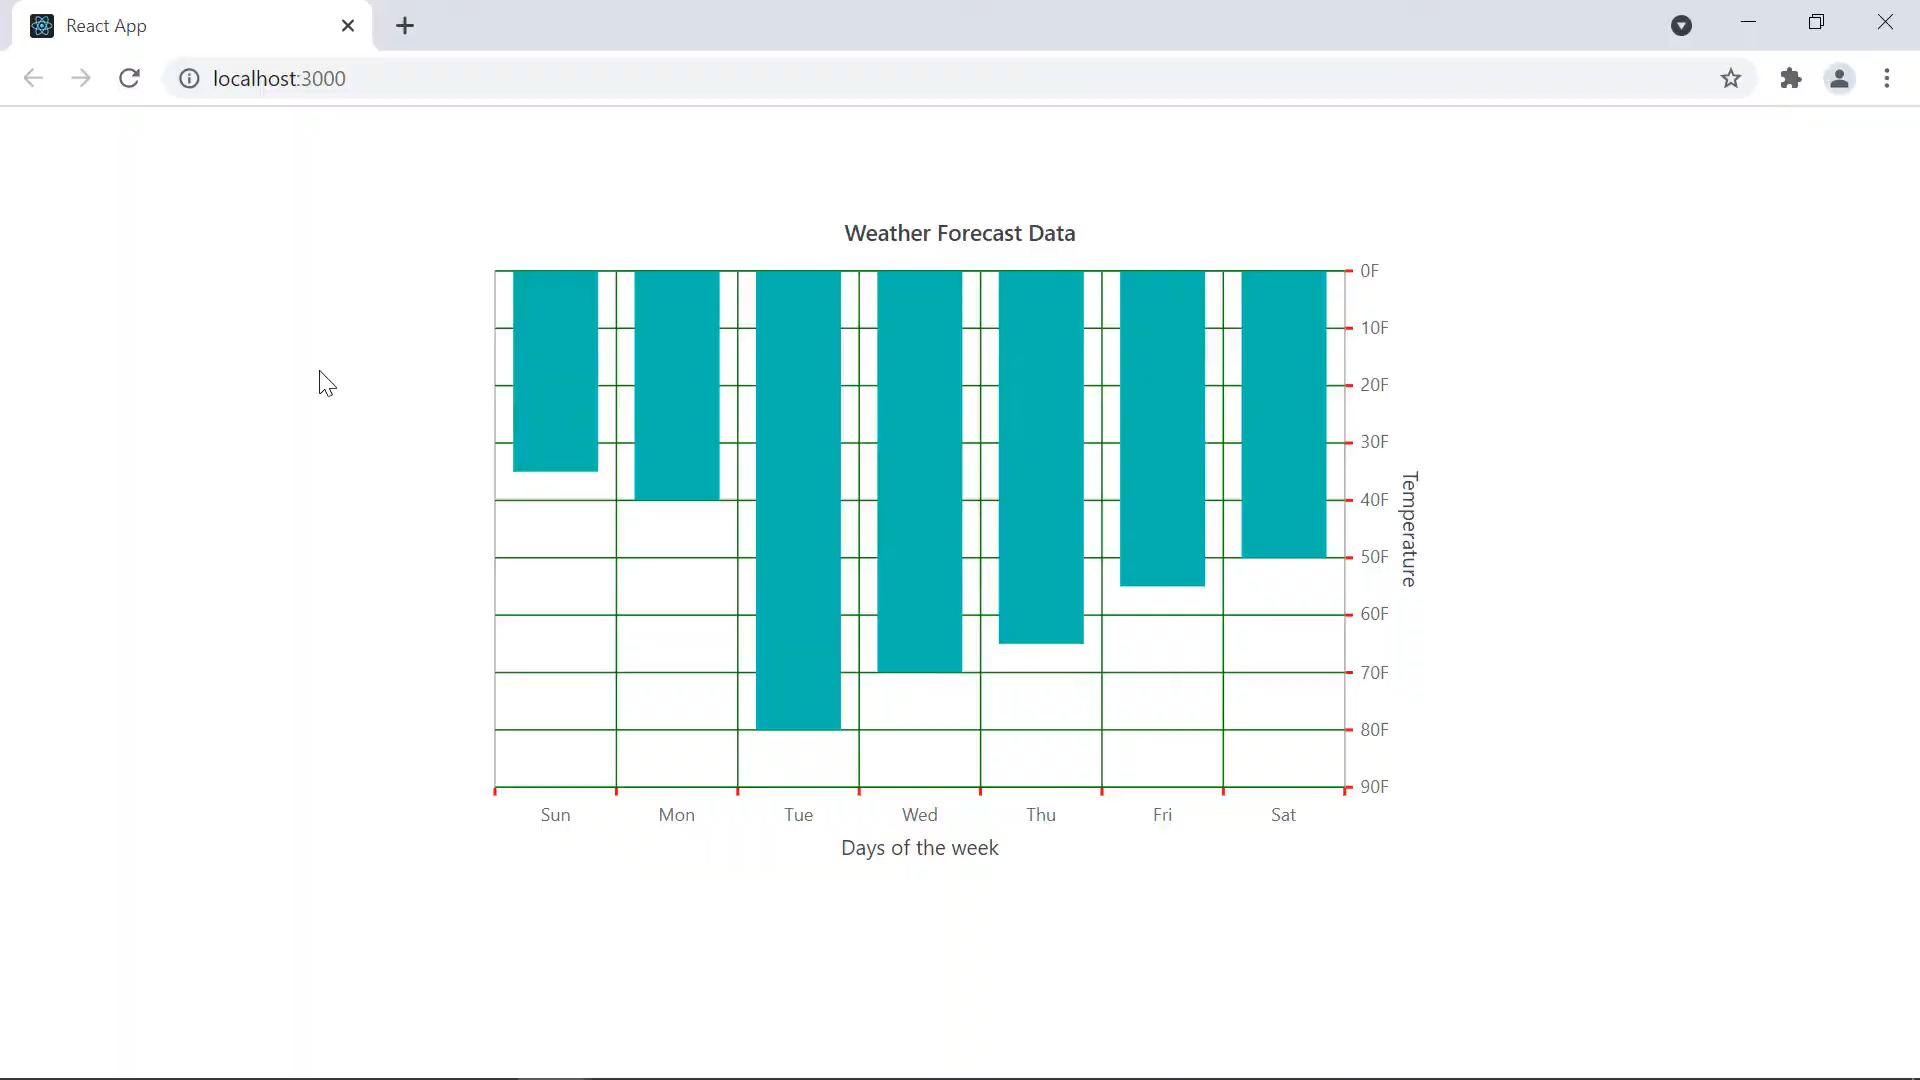 React App
localhost:3000
Weather Forecast Data
0F
10F
20F
30F
40F
50F
60F
70F
80F
90F
Temperature
Sun Mon Tue Wed Thu Fri Sat
Days of the week